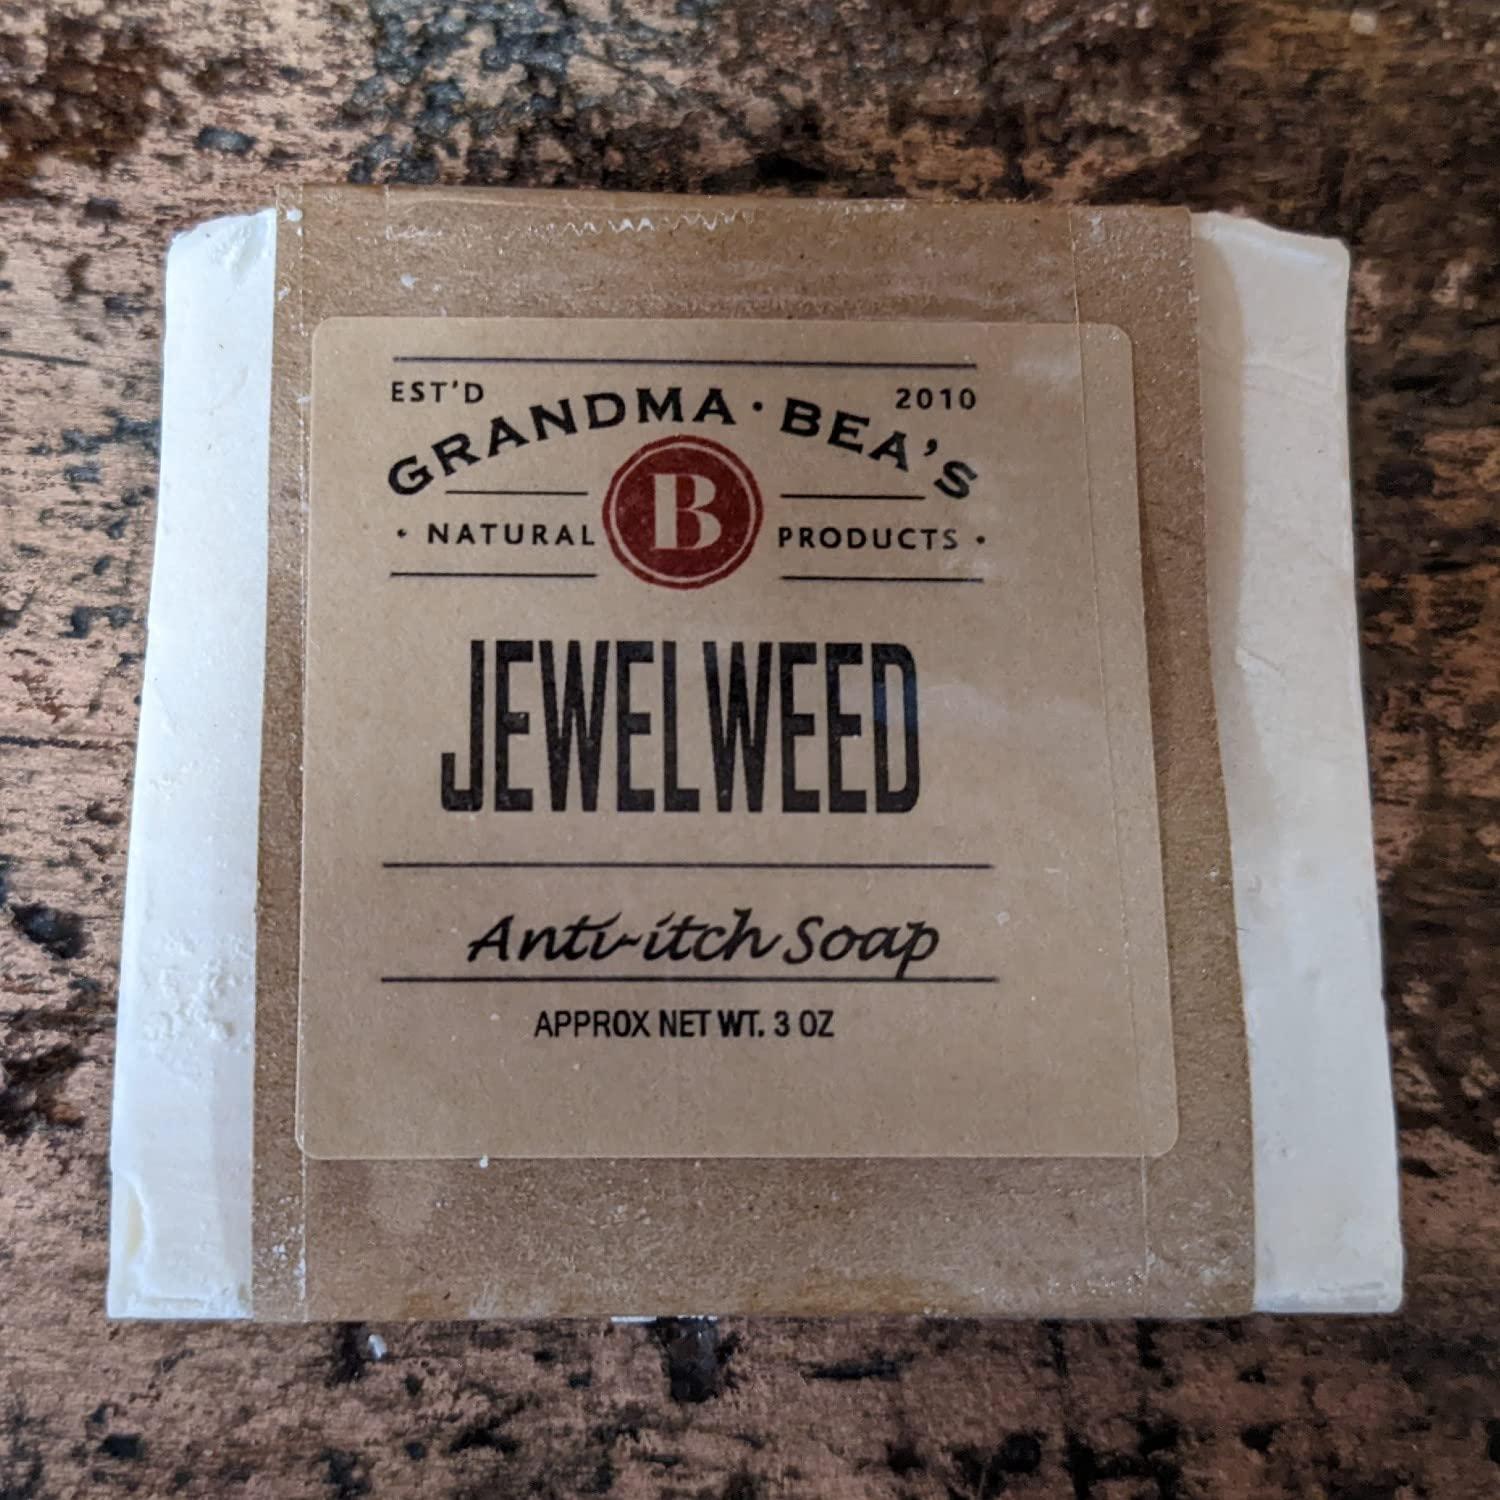 EST'D 2010
GRANDMA · BEA'S
B
· NATURAL PRODUCTS ·
JEWELWEED
Anti-itch Soap
APPROX NET WT. 3 OZ